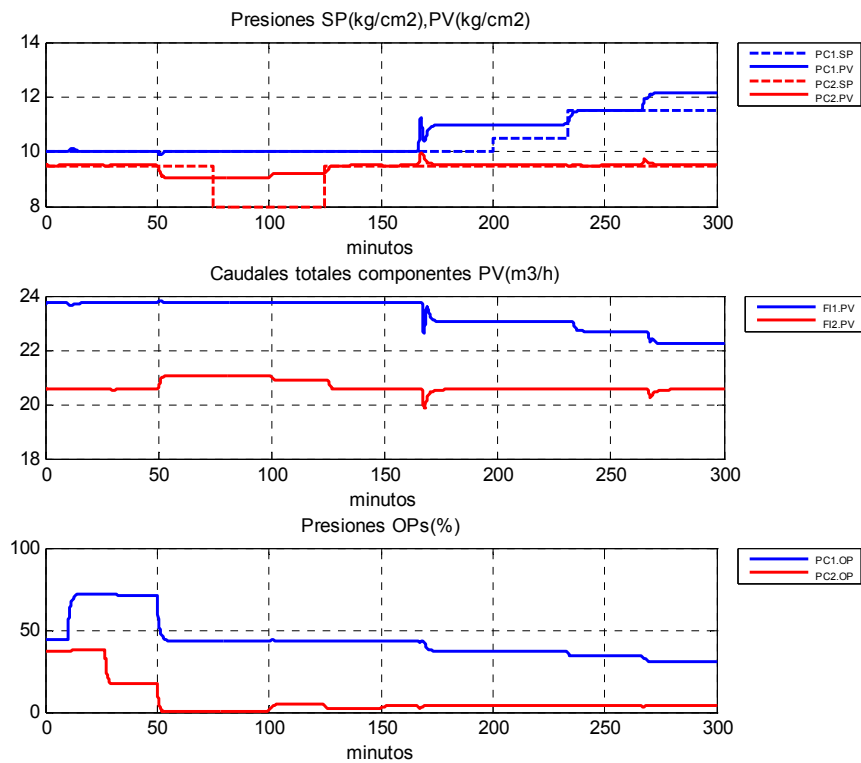 Presiones SP(kg/cm2),PV(kg/cm2)
14
12
10
8
0 50 100 150 200 250 300
minutos
PC1.SP
PC1.PV
PC2.SP
PC2.PV
Caudales totales componentes PV(m3/h)
24
22
20
18
0 50 100 150 200 250 300
minutos
FI1.PV
FI2.PV
Presiones OPs(%)
100
50
0
0 50 100 150 200 250 300
minutos
PC1.OP
PC2.OP